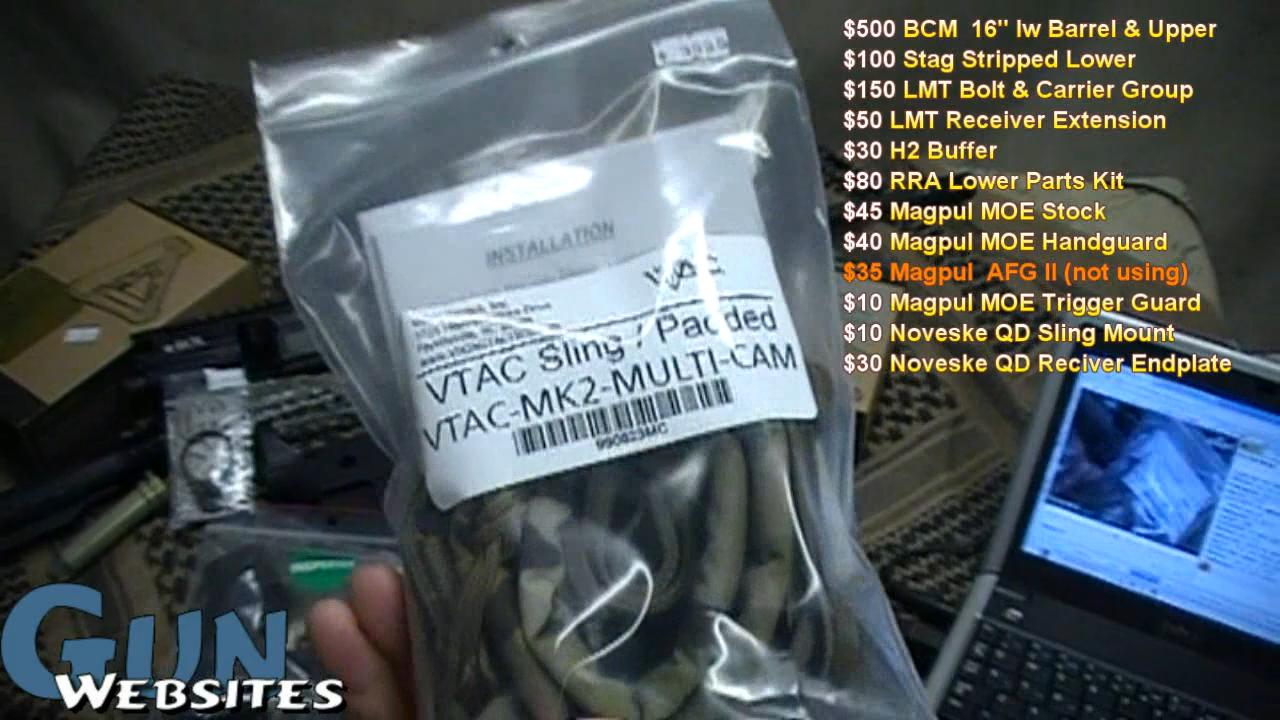 $500 BCM 16" lw Barrel & Upper
$100 Stag Stripped Lower
$150 LMT Bolt & Carrier Group
$50 LMT Receiver Extension
$30 H2 Buffer
$80 RRA Lower Parts Kit
$45 Magpul MOE Stock
$40 Magpul MOE Handguard
$35 Magpul AFG II (not using)
$10 Magpul MOE Trigger Guard
$10 Noveske QD Sling Mount
$30 Noveske QD Reciver Endplate
INSTALLATION
VTAC Sling / Padded
VTAC-MK2-MULTI-CAM
GUN
WEBSITES